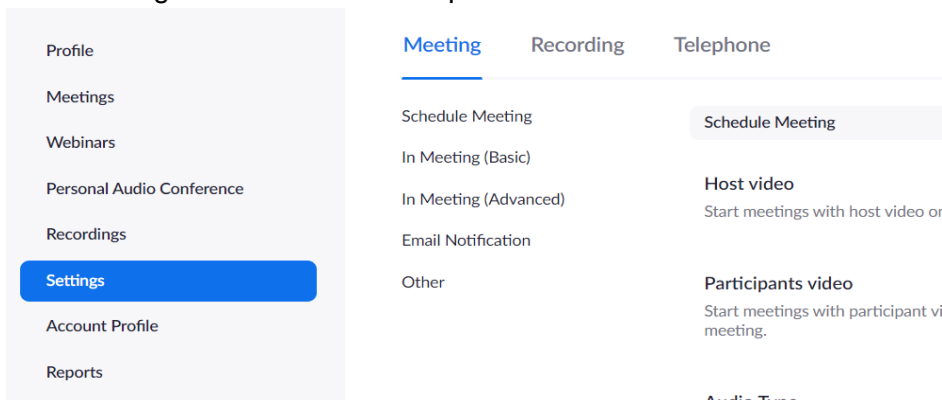 Profile
Meetings
Webinars
Personal Audio Conference
Recordings
Settings
Account Profile
Reports
Meeting Recording Telephone
Schedule Meeting
In Meeting (Basic)
In Meeting (Advanced)
Email Notification
Other
Schedule Meeting
Host video
Start meetings with host video
Participants video
Start meetings with participant
meeting.